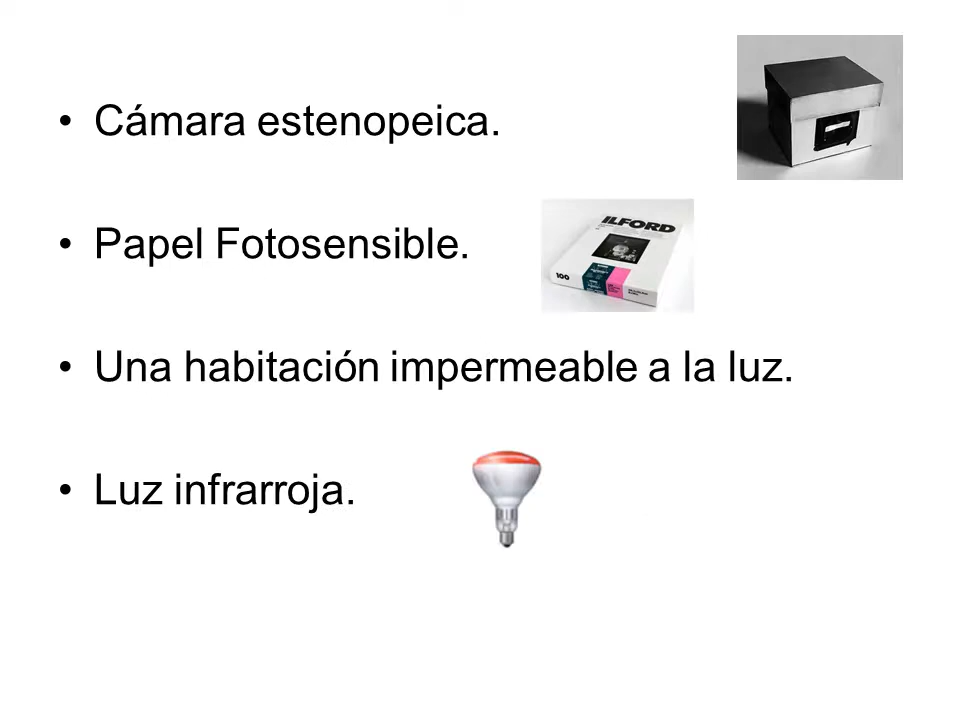 • Cámara estenopeica.
• Papel Fotosensible.
ILFORD
100
• Una habitación impermeable a la luz.
• Luz infrarroja.